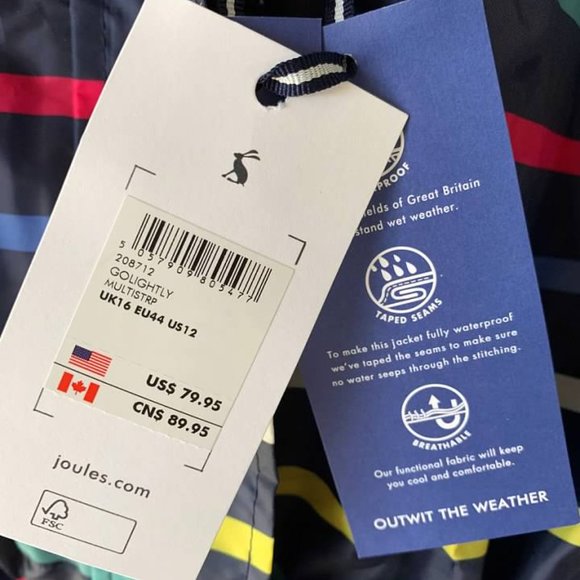 5 057909 805477
208712
GOLIGHTLY
MULTISTRP
UK16 EU44 US12
US$ 79.95
CN$ 89.95
joules.com
FSC
PROOF
fields of Great Britain
stand wet weather.
TAPED SEAMS
To make this jacket fully waterproof
we've taped the seams to make sure
no water seeps through the stitching.
BREATHABLE
Our functional fabric will keep
you cool and comfortable.
OUTWIT THE WEATHER